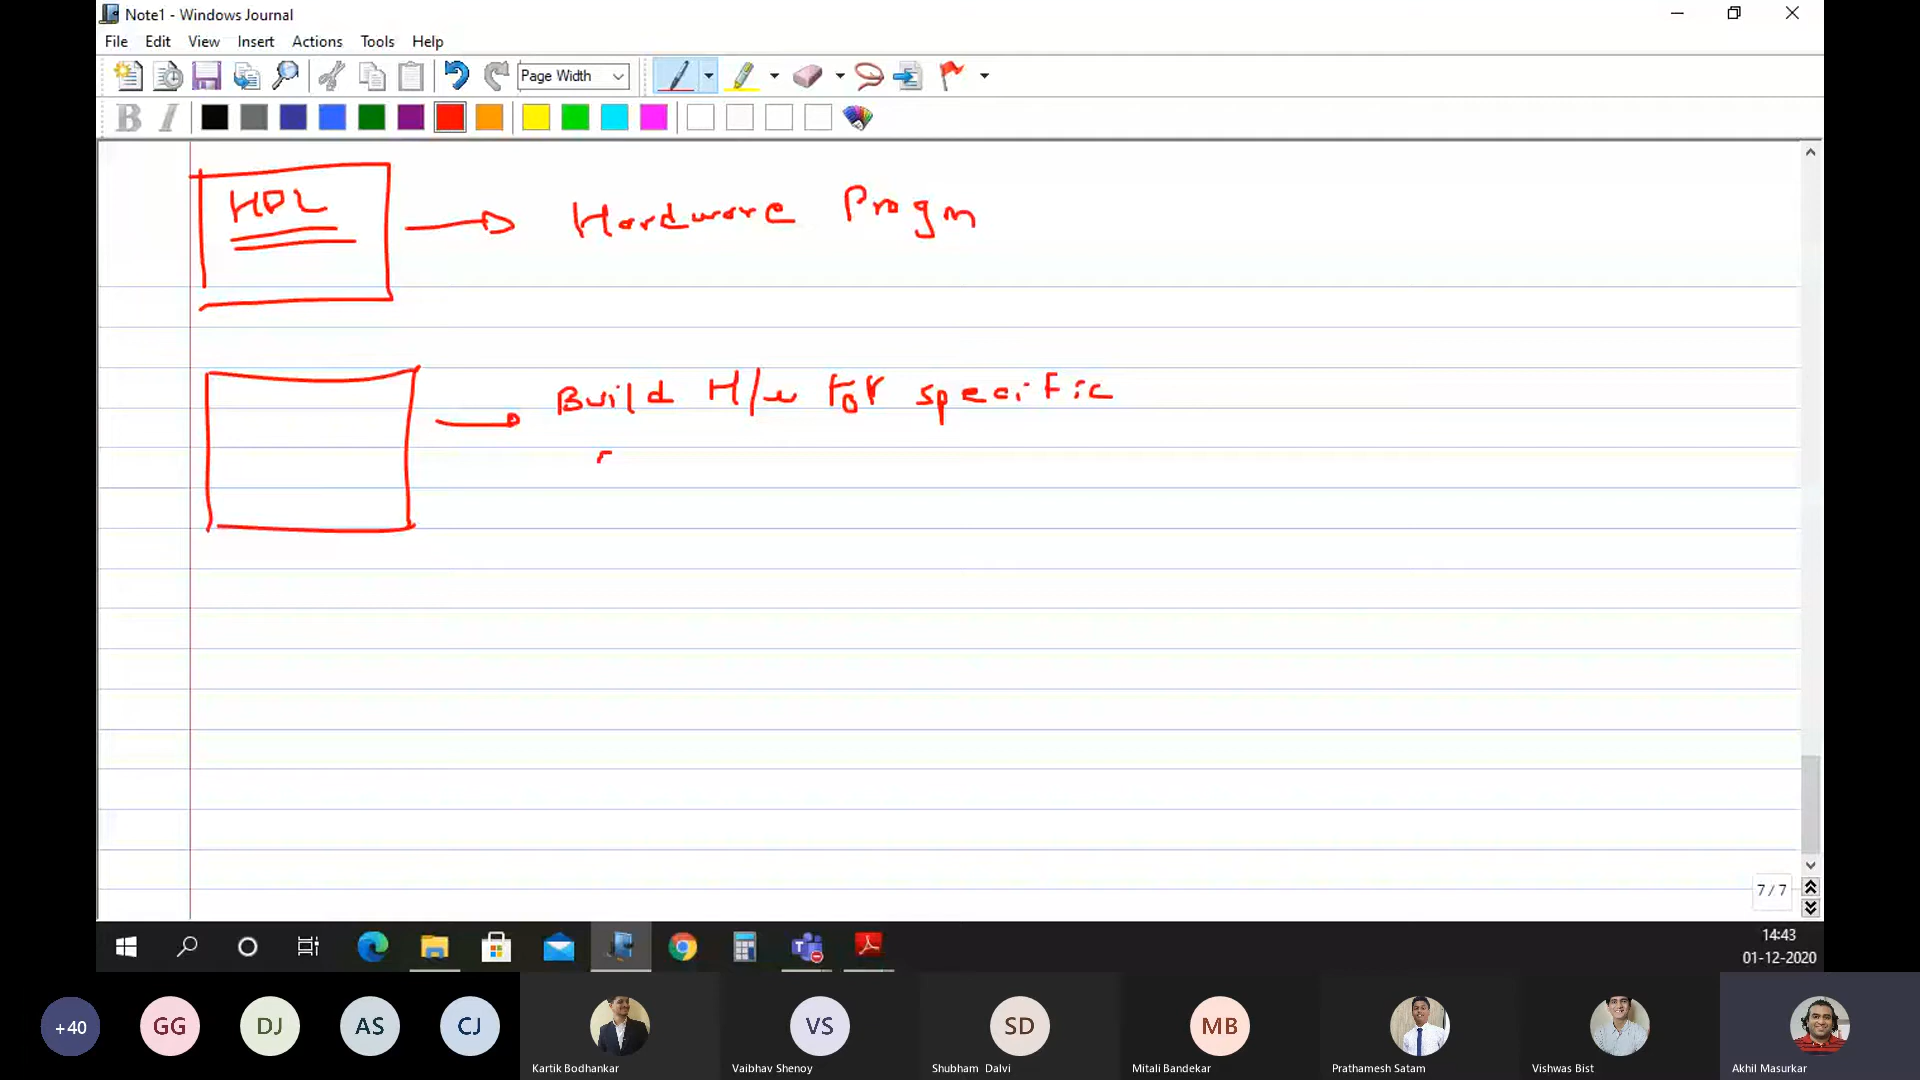 Note1 - Windows Journal
File Edit View Insert Actions Tools Help
Page Width
B I
HDL
Hardware Progm
Build H/w for specific
7 / 7
14:43
01-12-2020
+40
GG
DJ
AS
CJ
VS
SD
MB
Kartik Bodhankar
Vaibhav Shenoy
Shubham Dalvi
Mitali Bandekar
Prathamesh Satam
Vishwas Bist
Akhil Masurkar